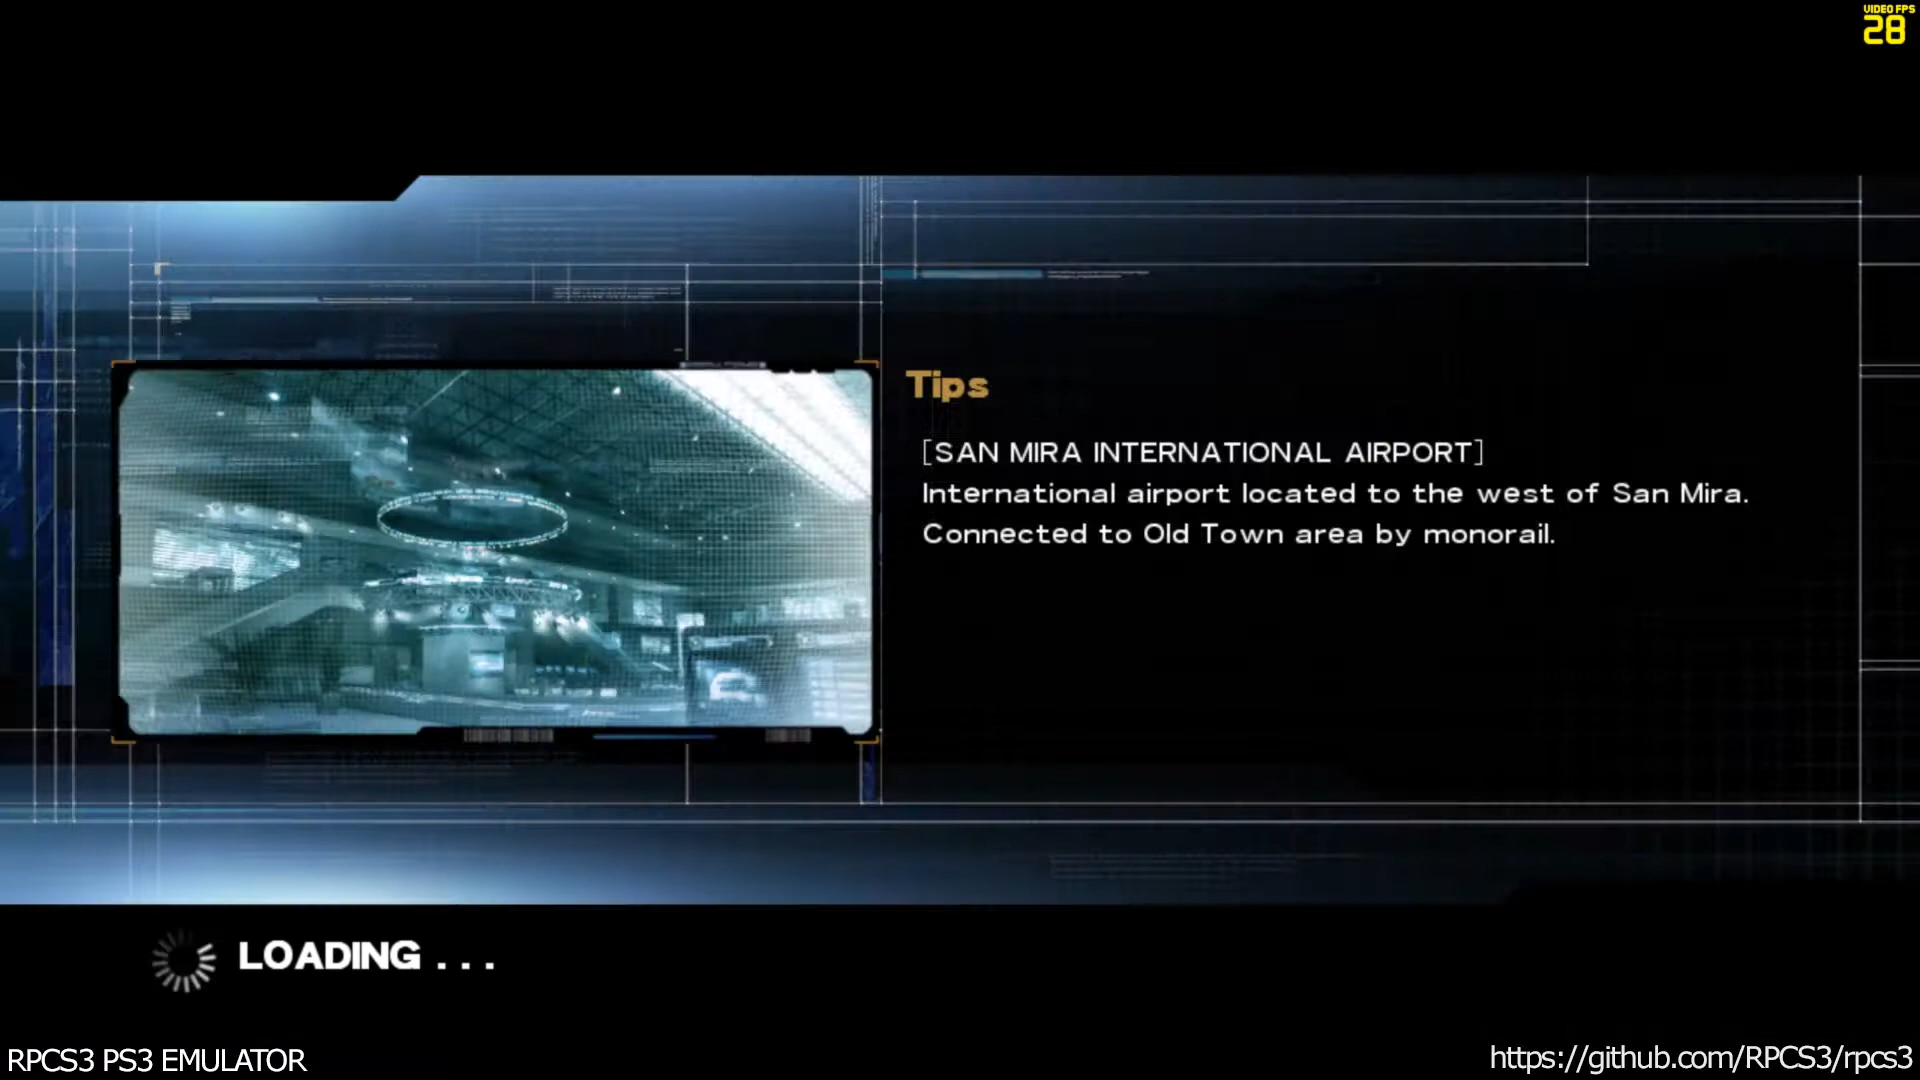 VIDEO FPS
28
Tips
[SAN MIRA INTERNATIONAL AIRPORT]
International airport located to the west of San Mira.
Connected to Old Town area by monorail.
LOADING . . .
RPCS3 PS3 EMULATOR
https://github.com/RPCS3/rpcs3